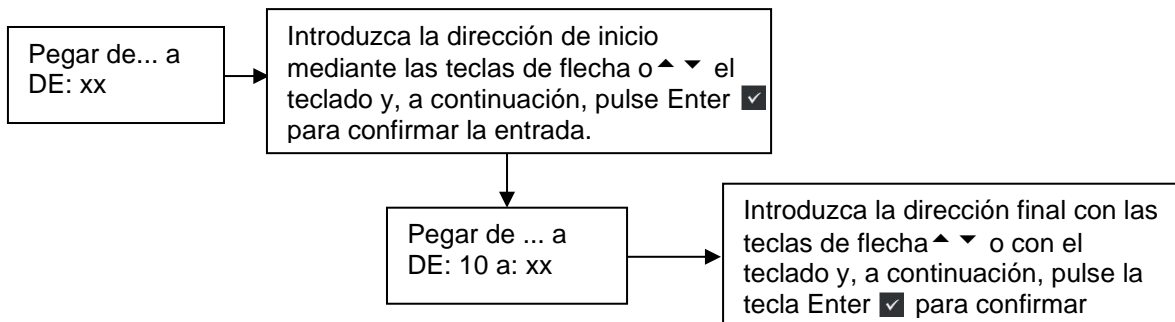 Pegar de... a
DE: xx
Introduzca la dirección de inicio
mediante las teclas de flecha o▲ ▼ el
teclado y, a continuación, pulse Enter ✓
para confirmar la entrada.
Pegar de ... a
DE: 10 a: xx
Introduzca la dirección final con las
teclas de flecha▲ ▼ o con el
teclado y, a continuación, pulse la
tecla Enter ✓ para confirmar